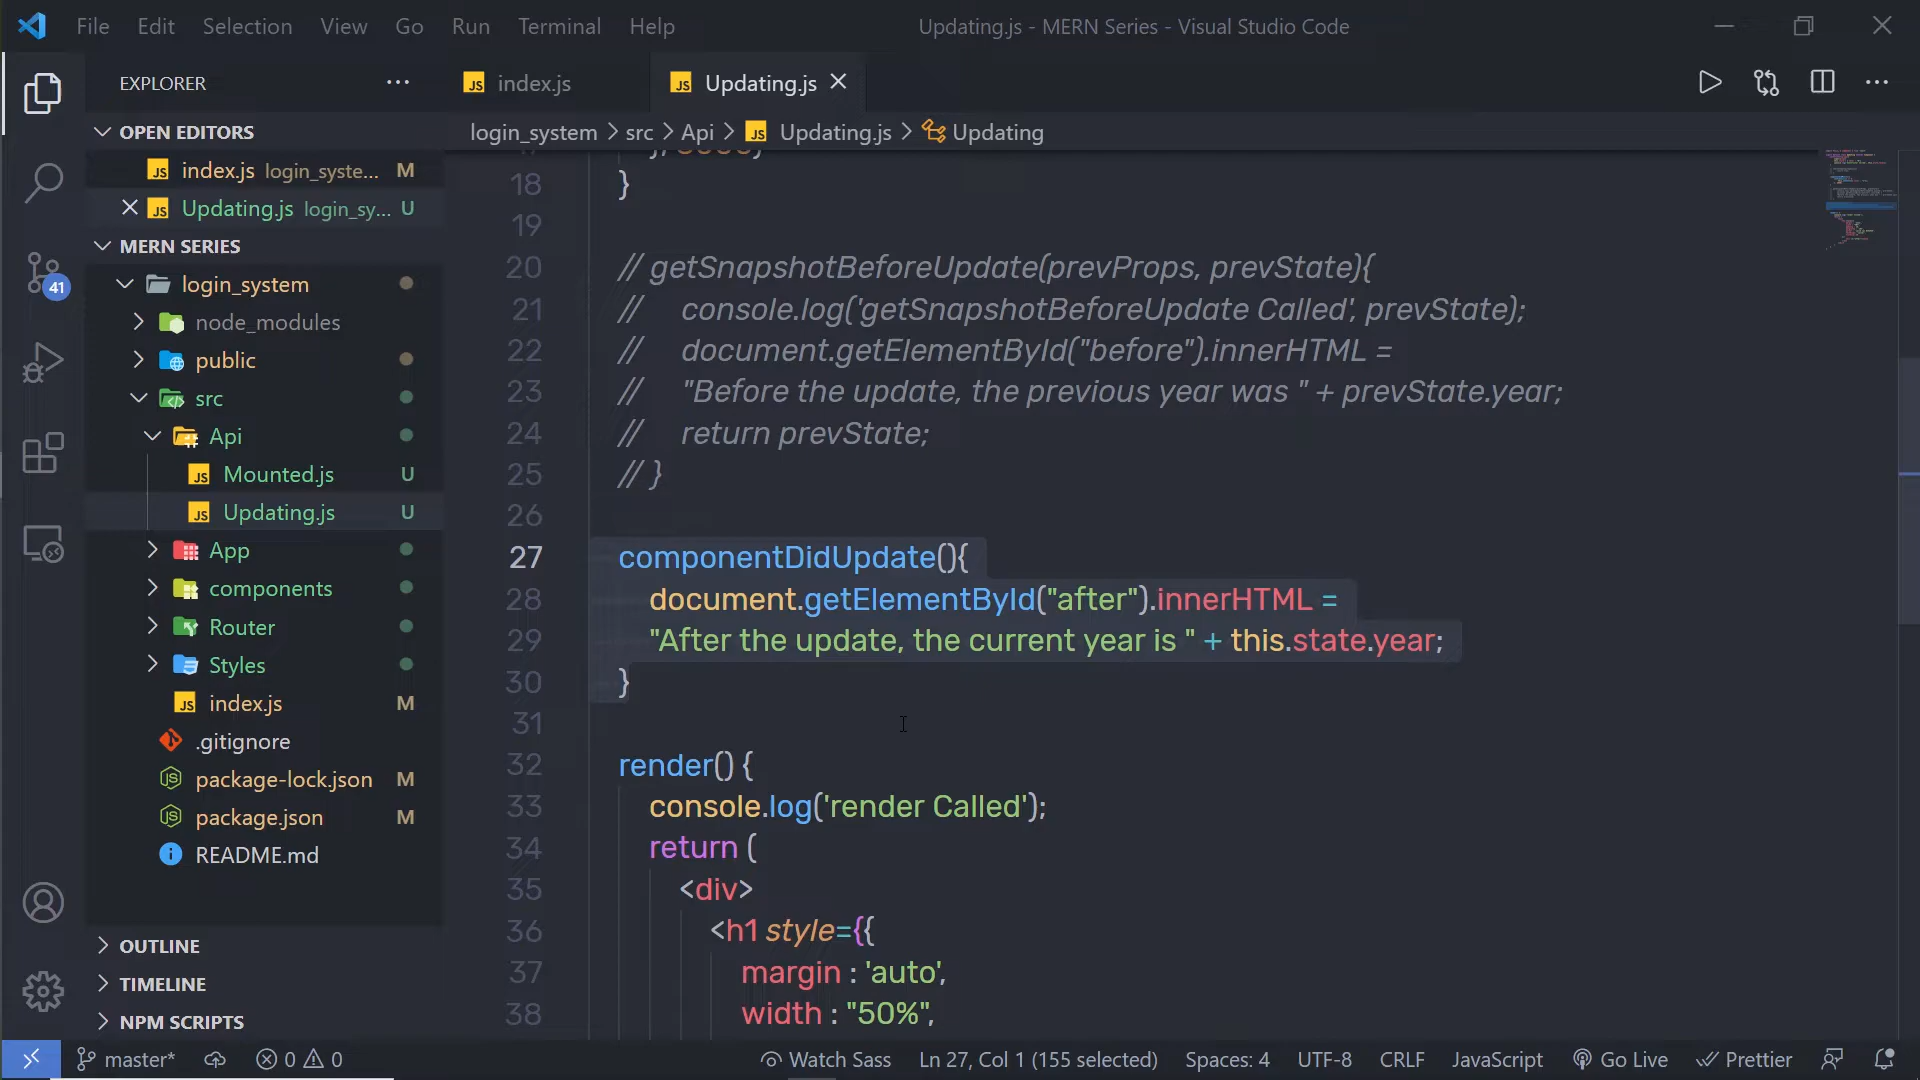 File Edit Selection View Go Run Terminal Help
Updating.js - MERN Series - Visual Studio Code
EXPLORER
index.js
Updating.js
login_system > src > Api > JS Updating.js > Updating
OPEN EDITORS
JS index.js login_syste... M
JS Updating.js login_sy... U
MERN SERIES
login_system
node_modules
public
src
Api
JS Mounted.js U
JS Updating.js U
App
components
Router
Styles
JS index.js M
.gitignore
package-lock.json M
package.json M
README.md
OUTLINE
TIMELINE
NPM SCRIPTS
41
18 }
19
20 // getSnapshotBeforeUpdate(prevProps, prevState){
21 // console.log('getSnapshotBeforeUpdate Called', prevState);
22 // document.getElementById("before").innerHTML =
23 // "Before the update, the previous year was " + prevState.year;
24 // return prevState;
25 // }
26
27 componentDidUpdate(){
28 document.getElementById("after").innerHTML =
29 "After the update, the current year is " + this.state.year;
30 }
31
32 render() {
33 console.log('render Called');
34 return (
35 <div>
36 <h1 style={{
37 margin : 'auto',
38 width : "50%",
master* 0 0 Watch Sass Ln 27, Col 1 (155 selected) Spaces: 4 UTF-8 CRLF JavaScript Go Live Prettier